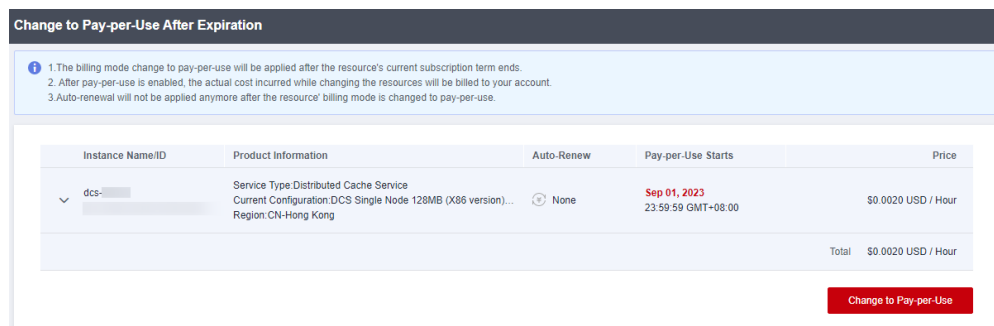 Change to Pay-per-Use After Expiration
1.The billing mode change to pay-per-use will be applied after the resource's current subscription term ends.
2. After pay-per-use is enabled, the actual cost incurred while changing the resources will be billed to your account.
3.Auto-renewal will not be applied anymore after the resource' billing mode is changed to pay-per-use.
Instance Name/ID Product Information Auto-Renew Pay-per-Use Starts Price
dcs-
Service Type:Distributed Cache Service
Current Configuration:DCS Single Node 128MB (X86 version)...
Region:CN-Hong Kong
None
Sep 01, 2023
23:59:59 GMT+08:00
$0.0020 USD / Hour
Total $0.0020 USD / Hour
Change to Pay-per-Use